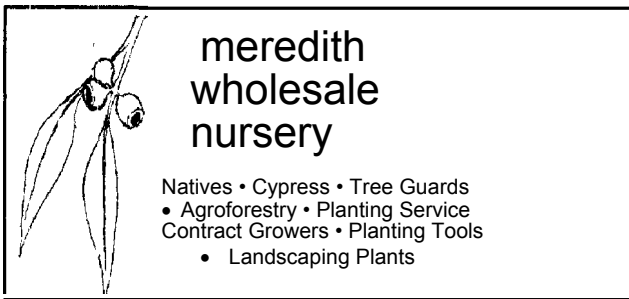 meredith
wholesale
nursery
Natives • Cypress • Tree Guards
• Agroforestry • Planting Service
Contract Growers • Planting Tools
• Landscaping Plants